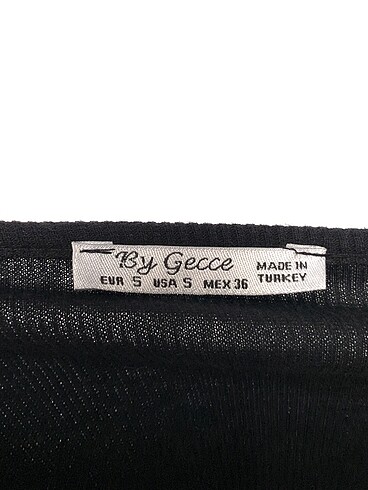 By Gecce
EUR S USA S MEX 36
MADE IN
TURKEY